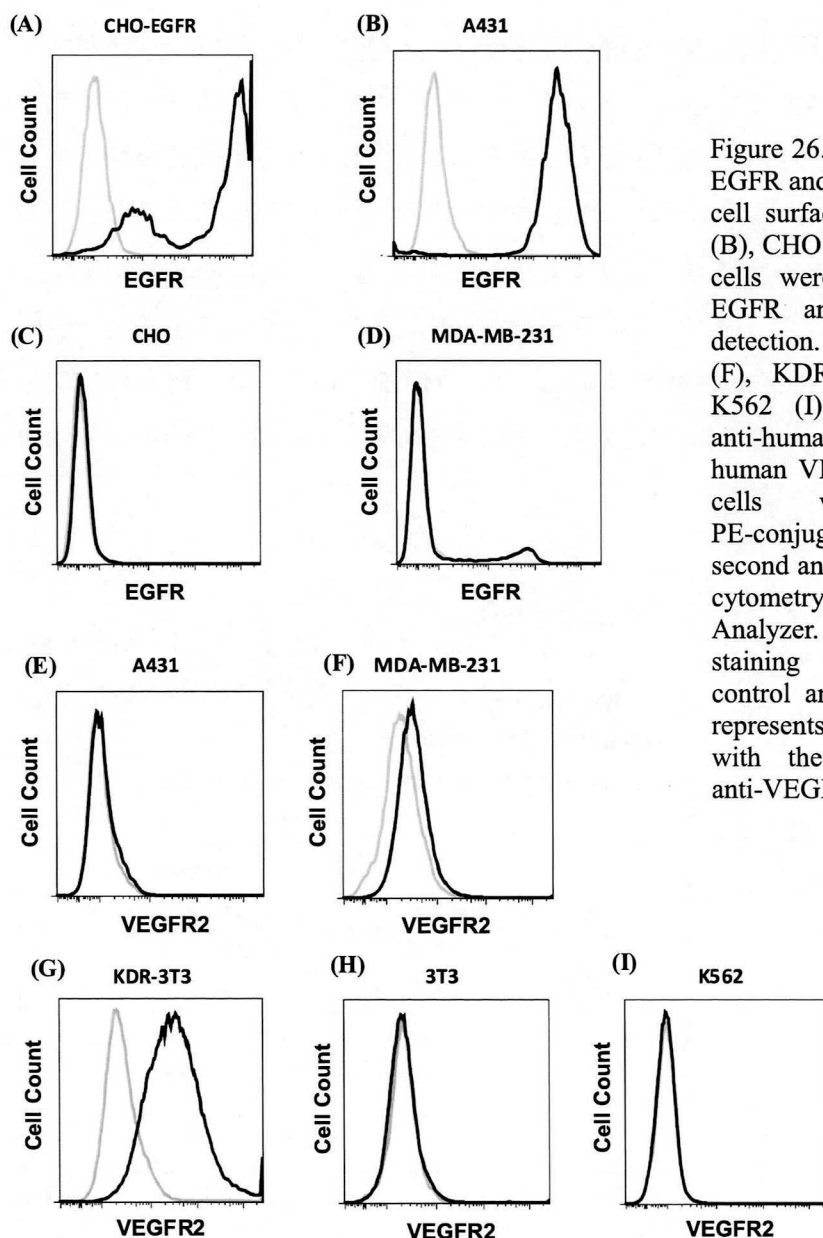 (A) CHO-EGFR
Cell Count
EGFR
(B) A431
Cell Count
EGFR
(C) CHO
Cell Count
EGFR
(D) MDA-MB-231
Cell Count
EGFR
(E) A431
Cell Count
VEGFR2
(F) MDA-MB-231
Cell Count
VEGFR2
(G) KDR-3T3
Cell Count
VEGFR2
(H) 3T3
Cell Count
VEGFR2
(I) K562
Cell Count
VEGFR2
Figure 26.
EGFR and
cell surfac
(B), CHO
cells were
EGFR an
detection.
(F), KDR
K562 (I)
anti-human
human VE
cells w
PE-conjug
second an
cytometry
Analyzer.
staining
control an
represents
with the
anti-VEGF